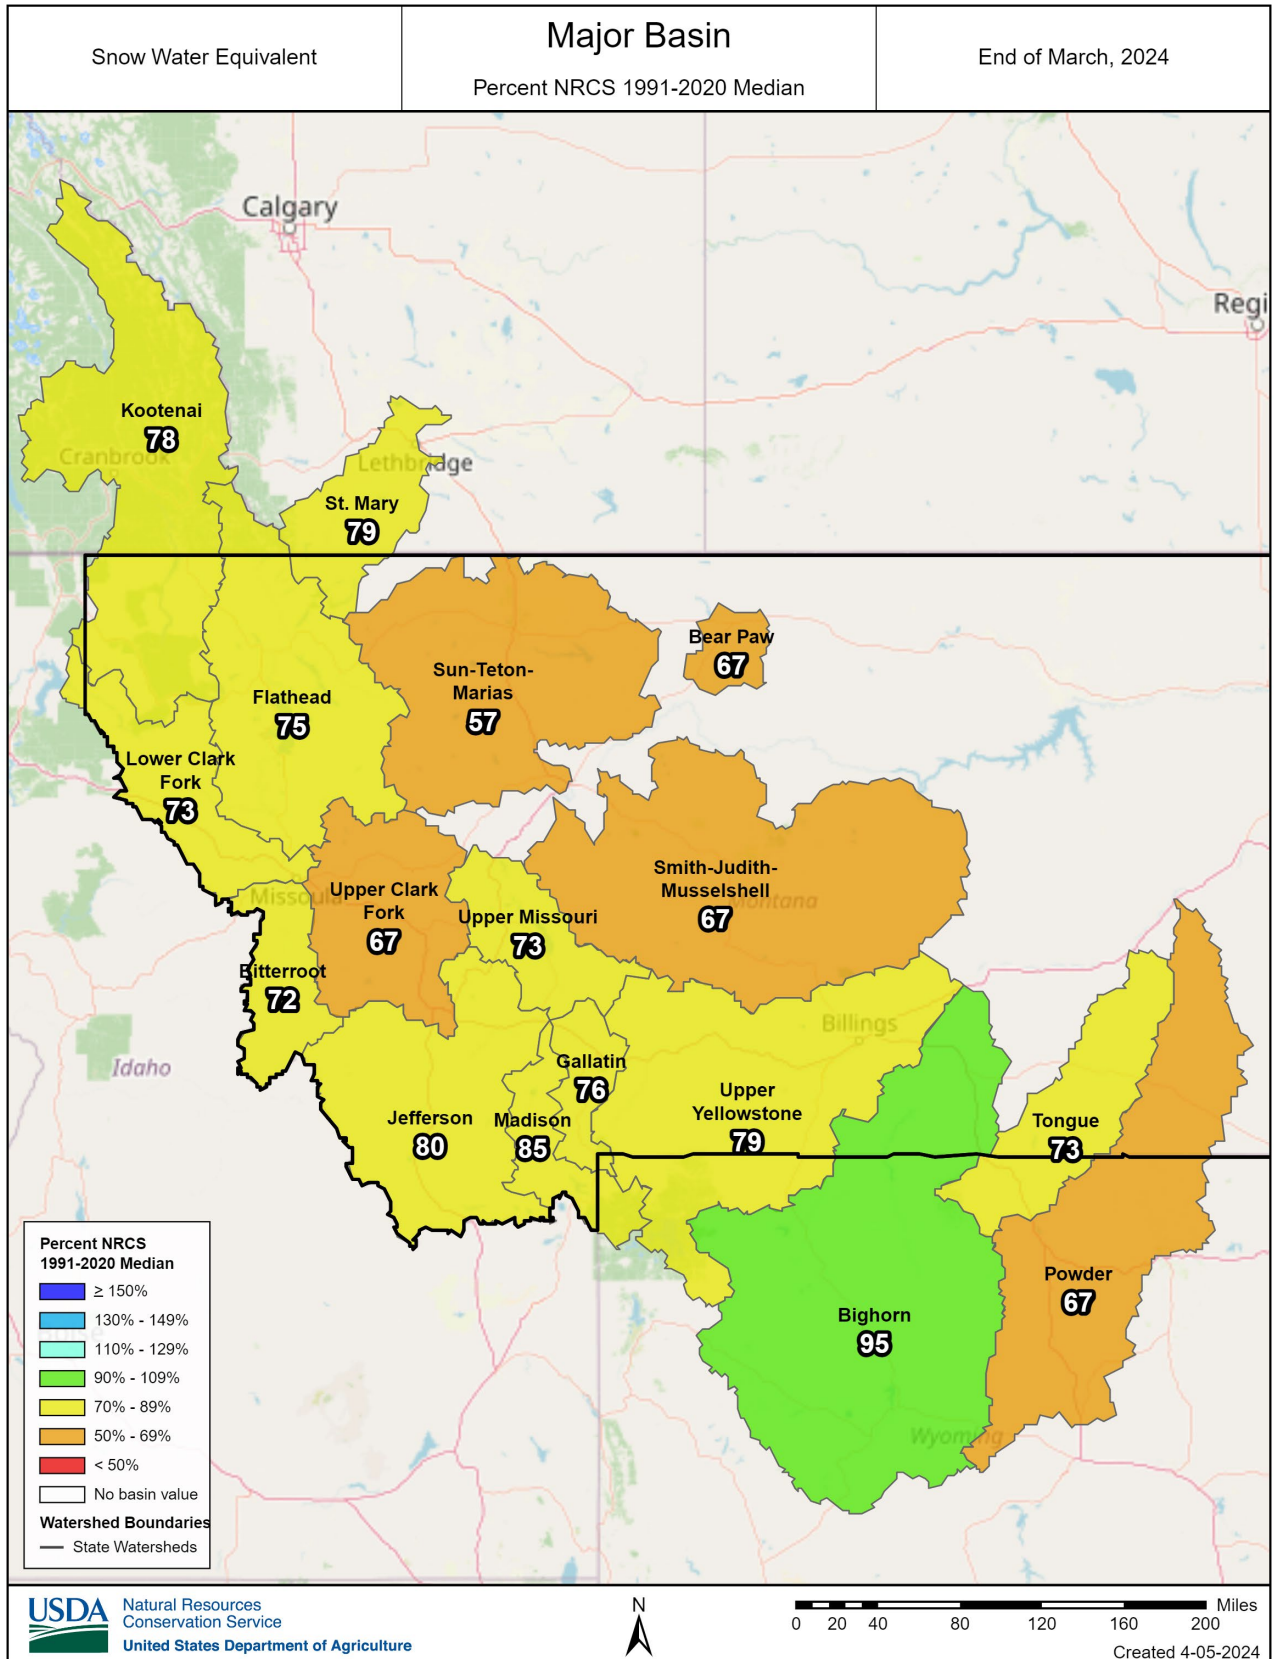 Snow Water Equivalent
Major Basin
Percent NRCS 1991-2020 Median
End of March, 2024
Calgary
Regi
Kootenai
78
Cranbrook
Lethbridge
St. Mary
79
Bear Paw
67
Sun-Teton-
Marias
57
Flathead
75
Lower Clark
Fork
73
Smith-Judith-
Musselshell
67
Montana
Upper Clark
Fork
67
Missoula
Upper Missouri
73
Bitterroot
72
Billings
Idaho
Gallatin
76
Upper
Yellowstone
79
Jefferson
80
Madison
85
Tongue
73
Powder
67
Bighorn
95
Wyoming
Percent NRCS
1991-2020 Median
≥ 150%
130% - 149%
110% - 129%
90% - 109%
70% - 89%
50% - 69%
< 50%
No basin value
Watershed Boundaries
State Watersheds
USDA
Natural Resources
Conservation Service
United States Department of Agriculture
N
Miles
0 20 40 80 120 160 200
Created 4-05-2024